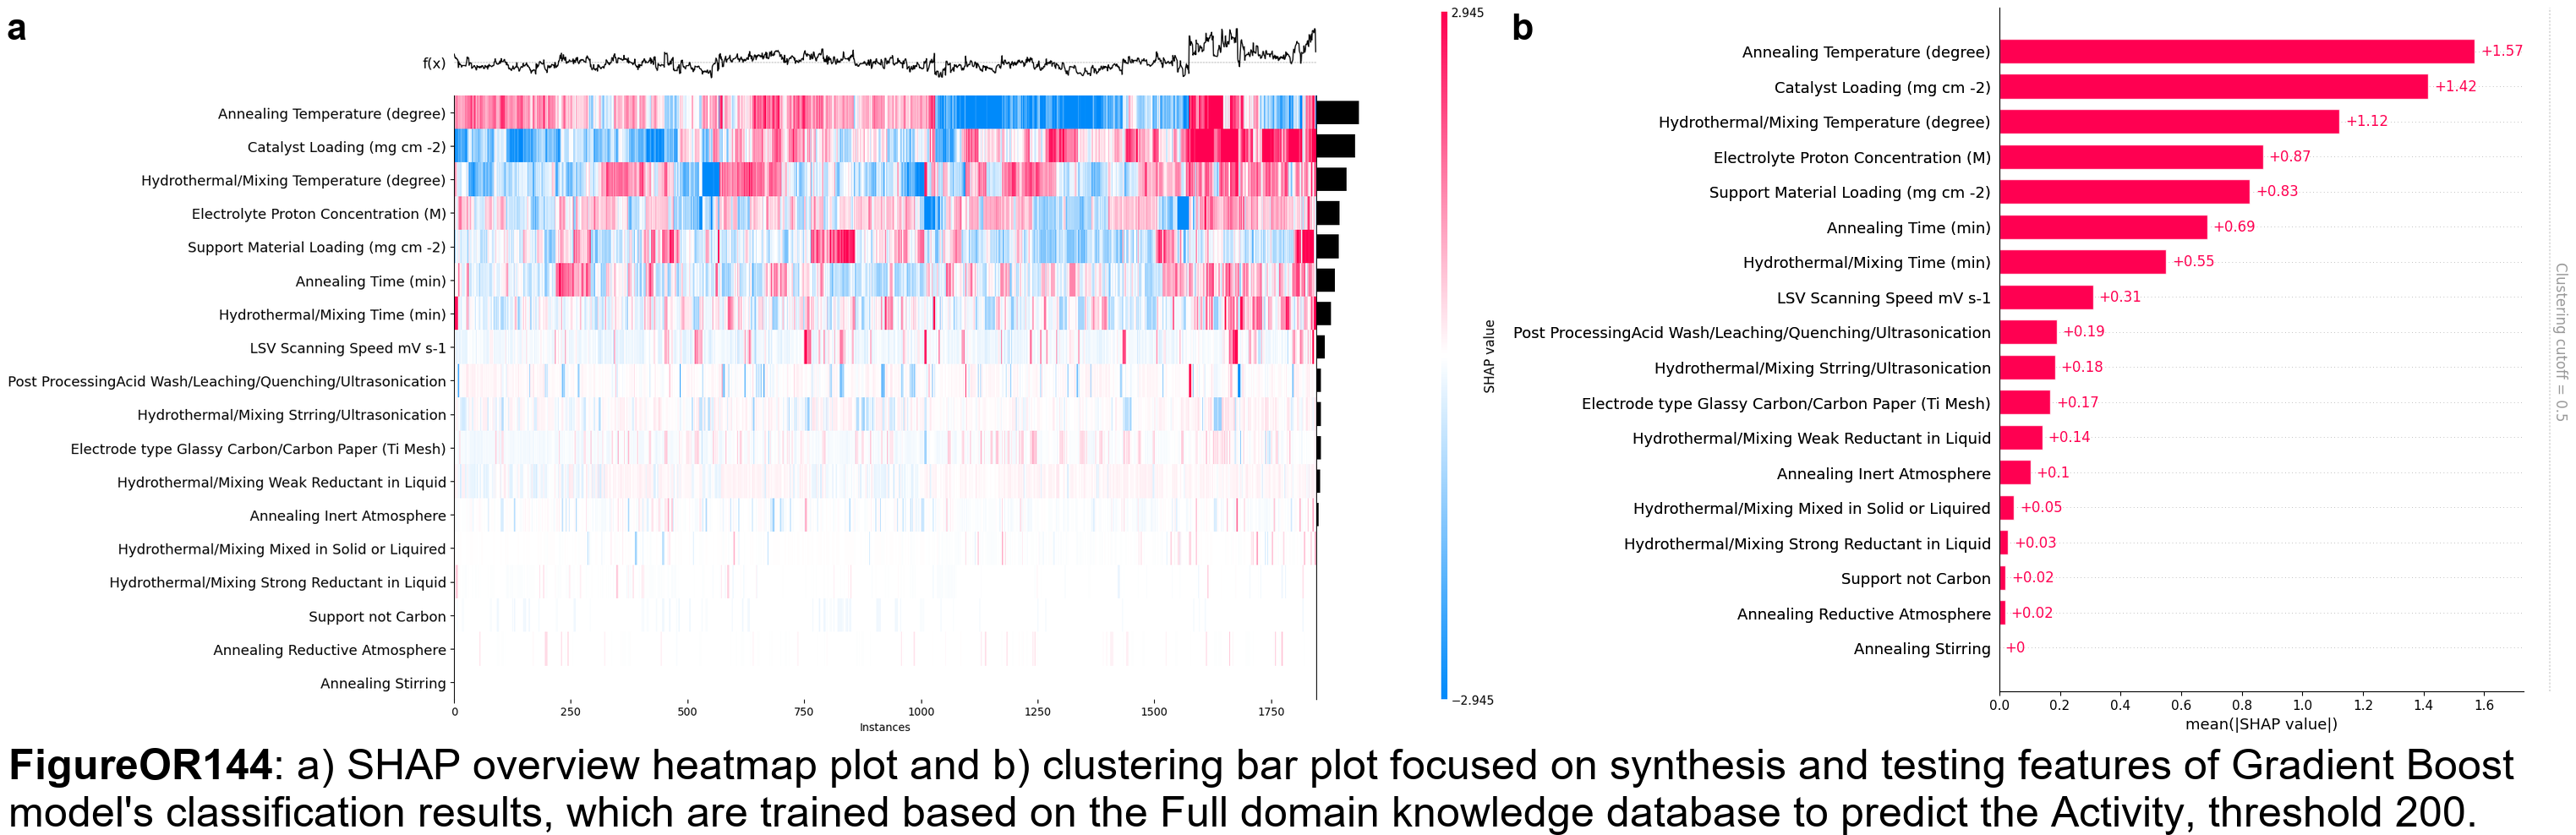 a
f(x)
Annealing Temperature (degree)
Catalyst Loading (mg cm -2)
Hydrothermal/Mixing Temperature (degree)
Electrolyte Proton Concentration (M)
Support Material Loading (mg cm -2)
Annealing Time (min)
Hydrothermal/Mixing Time (min)
LSV Scanning Speed mV s-1
Post ProcessingAcid Wash/Leaching/Quenching/Ultrasonication
Hydrothermal/Mixing Strring/Ultrasonication
Electrode type Glassy Carbon/Carbon Paper (Ti Mesh)
Hydrothermal/Mixing Weak Reductant in Liquid
Annealing Inert Atmosphere
Hydrothermal/Mixing Mixed in Solid or Liquired
Hydrothermal/Mixing Strong Reductant in Liquid
Support not Carbon
Annealing Reductive Atmosphere
Annealing Stirring
0 250 500 750 1000 1250 1500 1750
Instances
2.945
SHAP value
−2.945
b
Annealing Temperature (degree) +1.57
Catalyst Loading (mg cm -2) +1.42
Hydrothermal/Mixing Temperature (degree) +1.12
Electrolyte Proton Concentration (M) +0.87
Support Material Loading (mg cm -2) +0.83
Annealing Time (min) +0.69
Hydrothermal/Mixing Time (min) +0.55
LSV Scanning Speed mV s-1 +0.31
Post ProcessingAcid Wash/Leaching/Quenching/Ultrasonication +0.19
Hydrothermal/Mixing Strring/Ultrasonication +0.18
Electrode type Glassy Carbon/Carbon Paper (Ti Mesh) +0.17
Hydrothermal/Mixing Weak Reductant in Liquid +0.14
Annealing Inert Atmosphere +0.1
Hydrothermal/Mixing Mixed in Solid or Liquired +0.05
Hydrothermal/Mixing Strong Reductant in Liquid +0.03
Support not Carbon +0.02
Annealing Reductive Atmosphere +0.02
Annealing Stirring +0
0.0 0.2 0.4 0.6 0.8 1.0 1.2 1.4 1.6
mean(|SHAP value|)
Clustering cutoff = 0.5
FigureOR144: a) SHAP overview heatmap plot and b) clustering bar plot focused on synthesis and testing features of Gradient Boost
model's classification results, which are trained based on the Full domain knowledge database to predict the Activity, threshold 200.